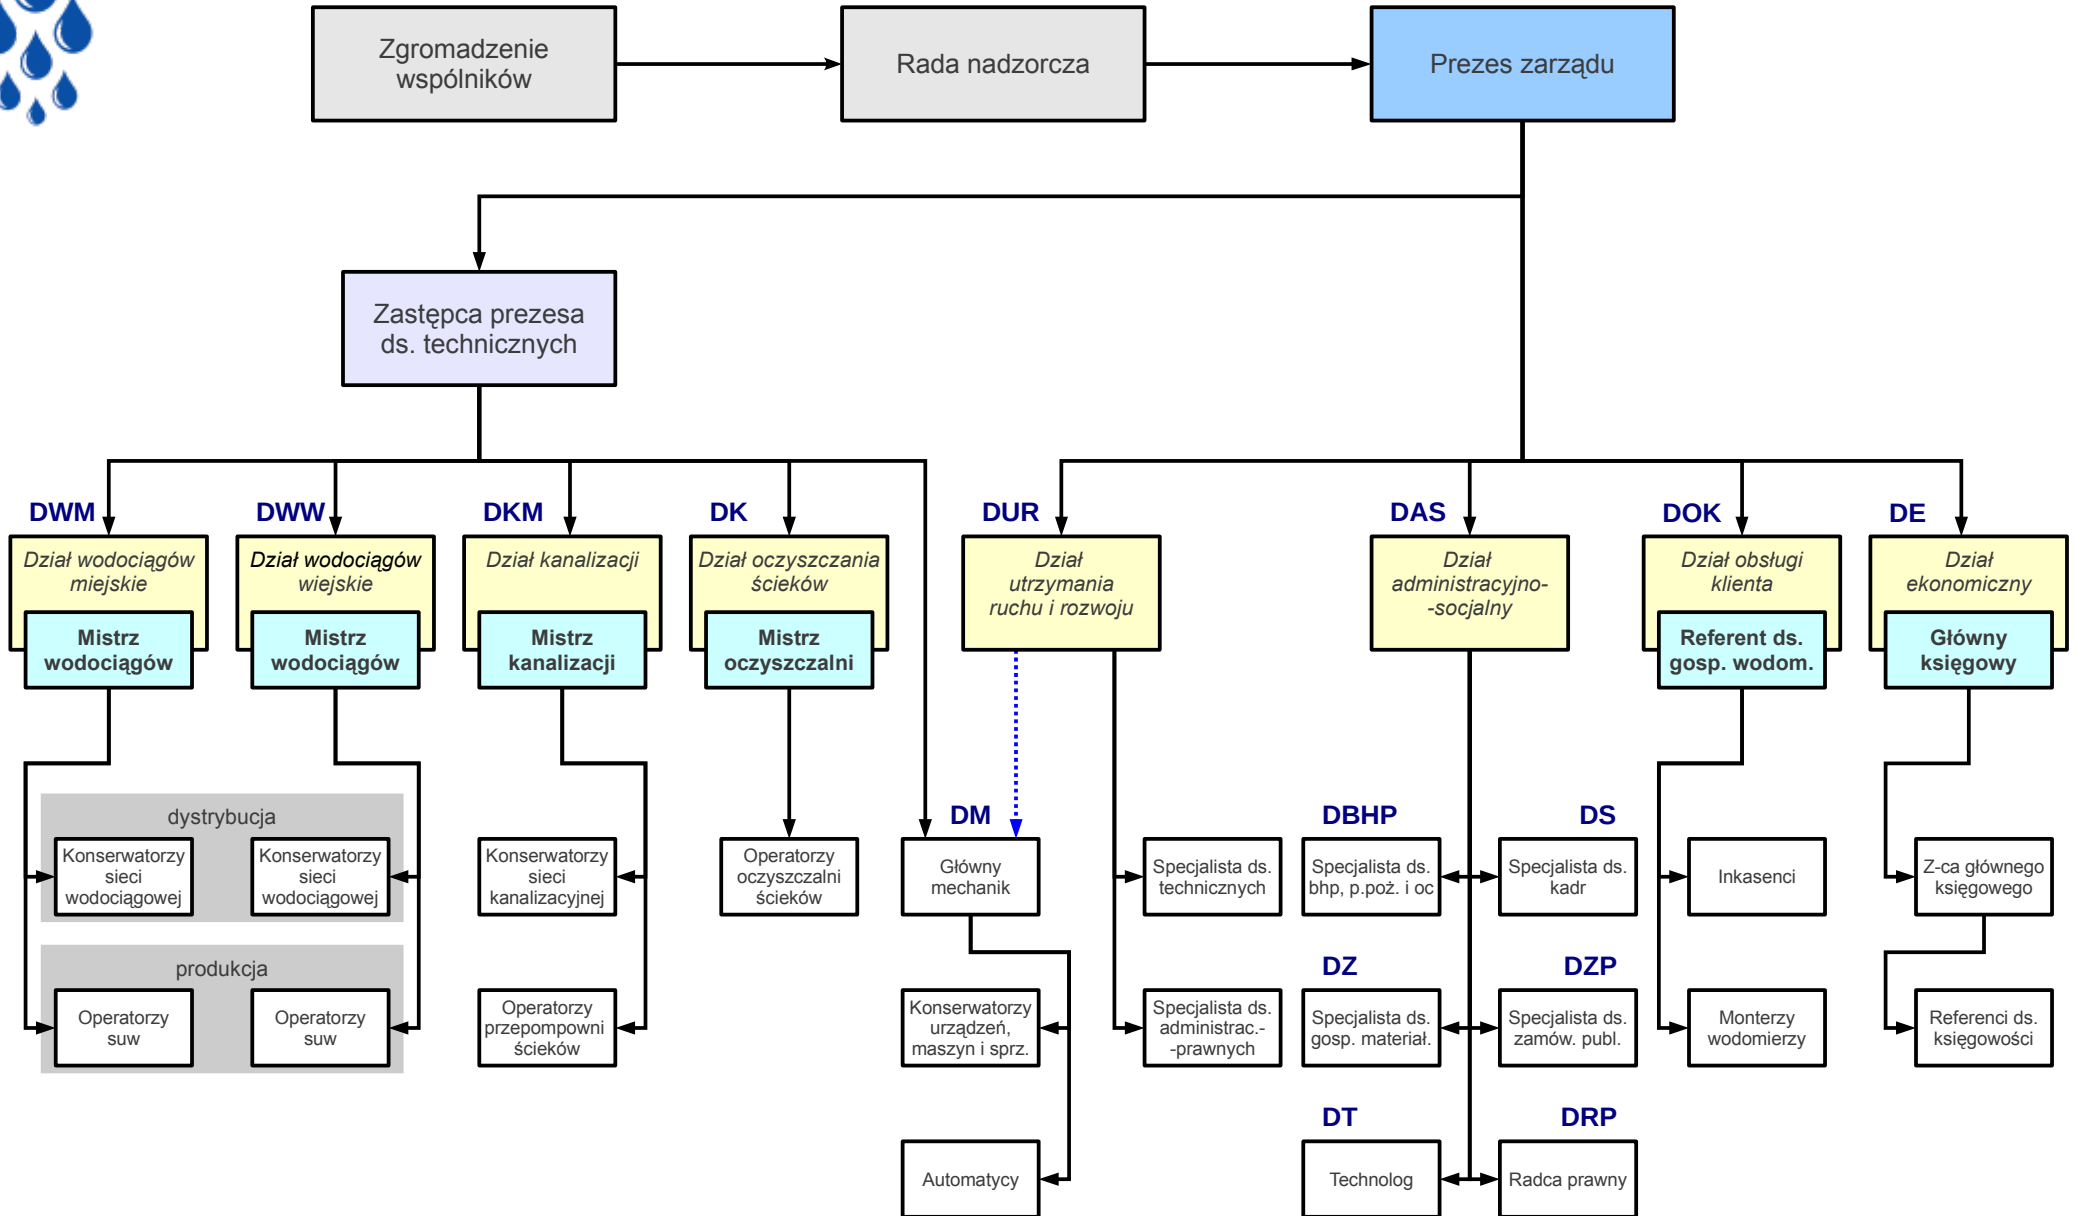 Zgromadzenie
wspólników
Rada nadzorcza
Prezes zarządu
Zastępca prezesa
ds. technicznych
DWM
DWW
DKM
DK
DUR
DAS
DOK
DE
Dział wodociągów
miejskie
Mistrz
wodociągów
Dział wodociągów
wiejskie
Mistrz
wodociągów
Dział kanalizacji
Mistrz
kanalizacji
Dział oczyszczania
ścieków
Mistrz
oczyszczalni
Dział
utrzymania
ruchu i rozwoju
Dział
administracyjno-
-socjalny
Dział obsługi
klienta
Referent ds.
gosp. wodom.
Dział
ekonomiczny
Główny
księgowy
dystrybucja
DM
DBHP
DS
Konserwatorzy
sieci
wodociągowej
Konserwatorzy
sieci
wodociągowej
Konserwatorzy
sieci
kanalizacyjnej
Operatorzy
oczyszczalni
ścieków
Główny
mechanik
Specjalista ds.
technicznych
Specjalista ds.
bhp, p.poż. i oc
Specjalista ds.
kadr
Inkasenci
Z-ca głównego
księgowego
produkcja
DZ
DZP
Operatorzy
suw
Operatorzy
suw
Operatorzy
przepompowni
ścieków
Konserwatorzy
urządzeń,
maszyn i sprz.
Specjalista ds.
administrac.-
-prawnych
Specjalista ds.
gosp. materiał.
Specjalista ds.
zamów. publ.
Monterzy
wodomierzy
Referenci ds.
księgowości
DT
DRP
Automatycy
Technolog
Radca prawny